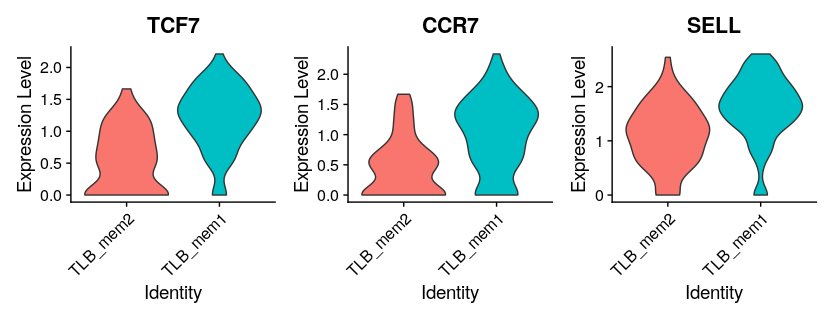 TCF7
Expression Level
2.0
1.5
1.0
0.5
0.0
TLB_mem2
TLB_mem1
Identity
CCR7
Expression Level
2.0
1.5
1.0
0.5
0.0
TLB_mem2
TLB_mem1
Identity
SELL
Expression Level
2
1
0
TLB_mem2
TLB_mem1
Identity